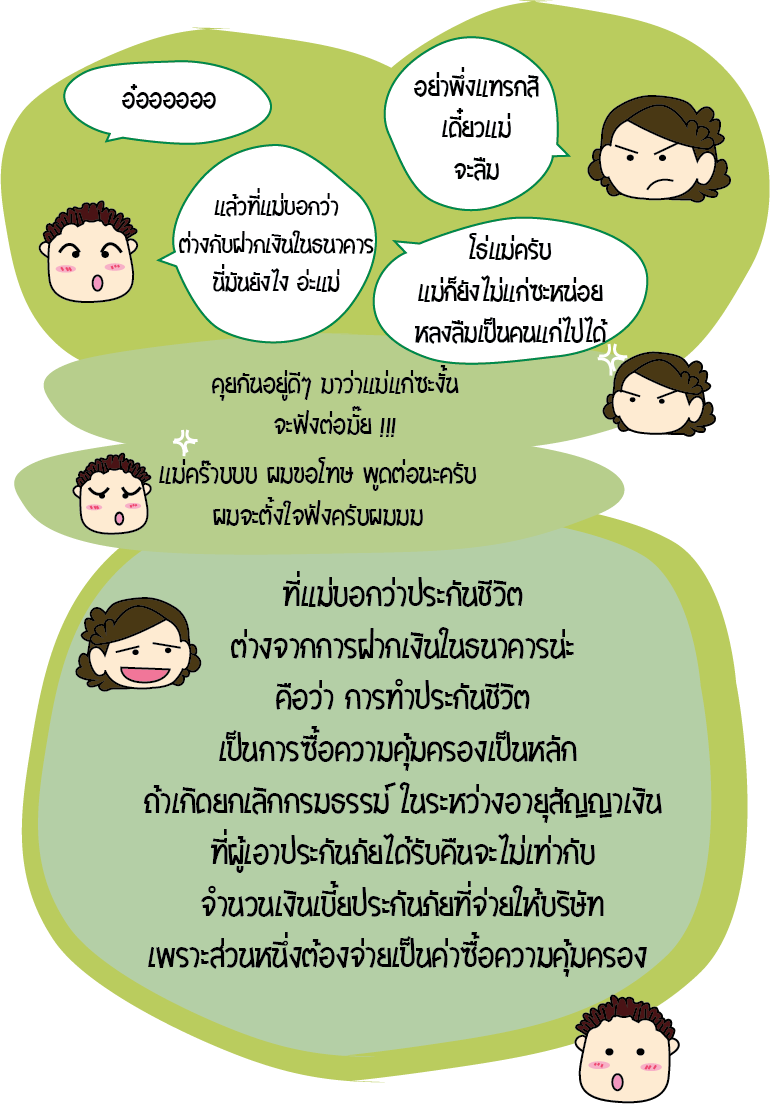 อ๋ออออออ
แล้วที่แม่บอกว่า
ต่างกับฝากเงินในธนาคาร
นี่มันยังไง อ่ะแม่
อย่าพึ่งแทรกสิ
เดี๋ยวแม่
จะลืม
โธ่แม่ครับ
แม่ก็ยังไม่แก่ซะหน่อย
หลงลืมเป็นคนแก่ไปได้
คุยกันอยู่ดีๆ มาว่าแม่แก่ซะงั้น
จะฟังต่อมั๊ย !!!
แม่คร๊าบบบ ผมขอโทษ พูดต่อนะครับ
ผมจะตั้งใจฟังครับผมมม
ที่แม่บอกว่าประกันชีวิต
ต่างจากการฝากเงินในธนาคารน่ะ
คือว่า การทำประกันชีวิต
เป็นการซื้อความคุ้มครองเป็นหลัก
ถ้าเกิดยกเลิกกรมธรรม์ ในระหว่างอายุสัญญาเงิน
ที่ผู้เอาประกันภัยได้รับคืนจะไม่เท่ากับ
จำนวนเงินเบี้ยประกันภัยที่จ่ายให้บริษัท
เพราะส่วนหนึ่งต้องจ่ายเป็นค่าซื้อความคุ้มครอง